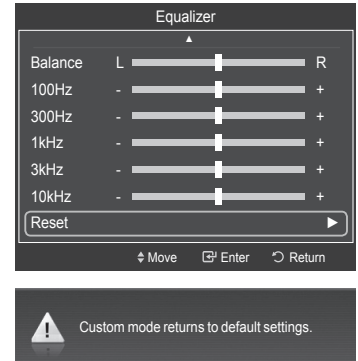 Equalizer
▲
Balance L R
100Hz - +
300Hz - +
1kHz - +
3kHz - +
10kHz - +
Reset ►
Move Enter Return
Custom mode returns to default settings.